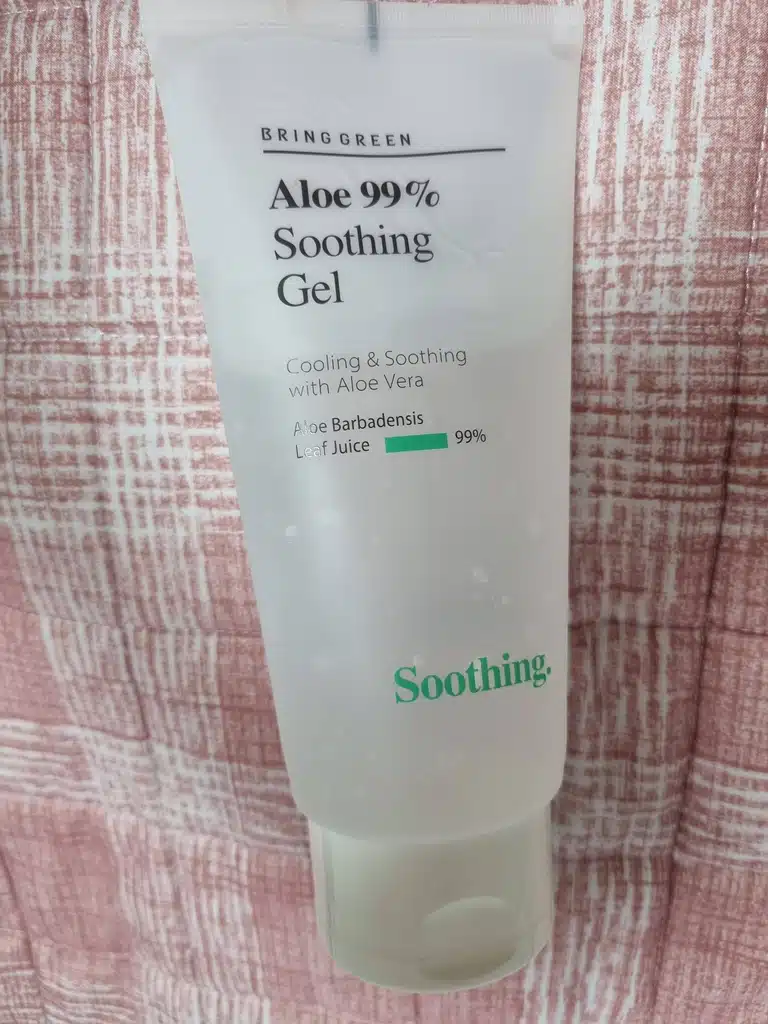 BRING GREEN
Aloe 99%
Soothing
Gel
Cooling & Soothing
with Aloe Vera
Aloe Barbadensis
Leaf Juice 99%
Soothing.